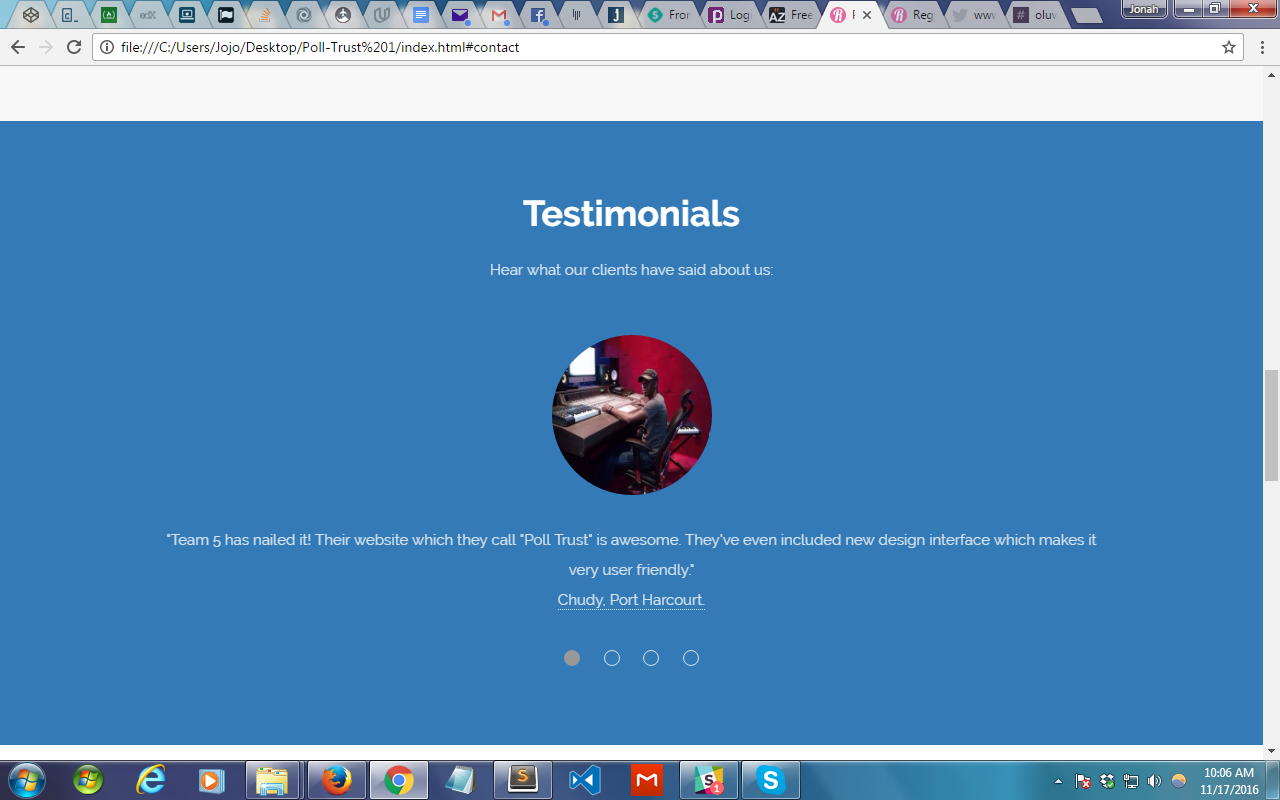 Fror
Logi
Free
Reg
www
oluv
Jonah
file:///C:/Users/Jojo/Desktop/Poll-Trust%201/index.html#contact
Testimonials
Hear what our clients have said about us:
"Team 5 has nailed it! Their website which they call "Poll Trust" is awesome. They've even included new design interface which makes it
very user friendly."
Chudy, Port Harcourt.
10:06 AM
11/17/2016